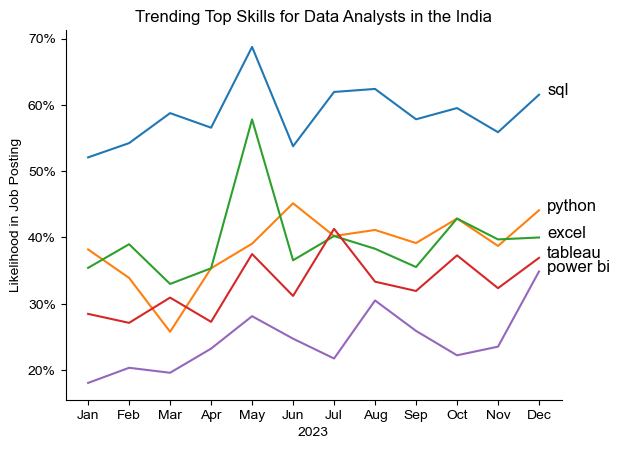 Trending Top Skills for Data Analysts in the India
Likelihood in Job Posting
70%
60%
50%
40%
30%
20%
sql
python
excel
tableau
power bi
Jan Feb Mar Apr May Jun Jul Aug Sep Oct Nov Dec
2023